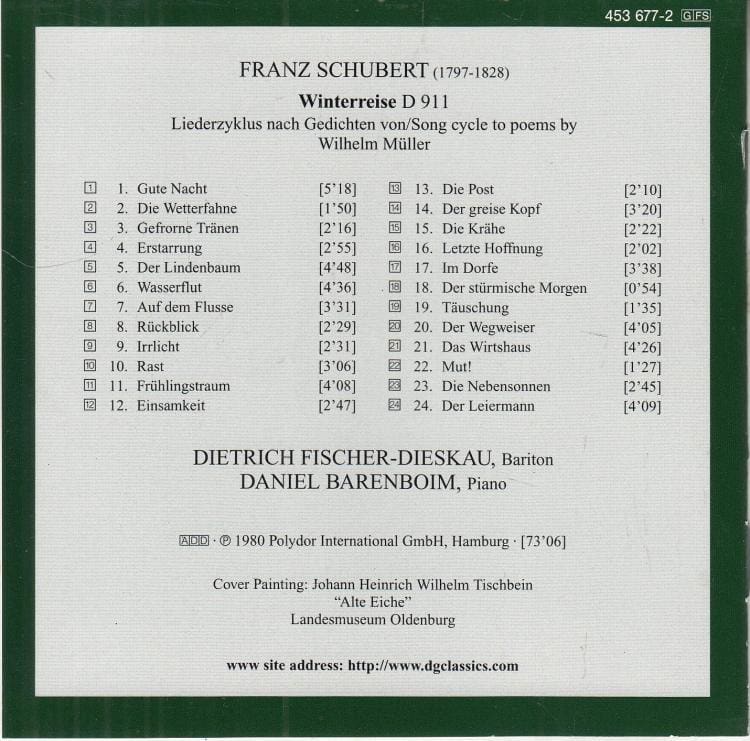 453 677-2 GFS
FRANZ SCHUBERT (1797-1828)
Winterreise D 911
Liederzyklus nach Gedichten von/Song cycle to poems by
Wilhelm Müller
1 1. Gute Nacht [5’18]
2 2. Die Wetterfahne [1’50]
3 3. Gefrorne Tränen [2’16]
4 4. Erstarrung [2’55]
5 5. Der Lindenbaum [4’48]
6 6. Wasserflut [4’36]
7 7. Auf dem Flusse [3’31]
8 8. Rückblick [2’29]
9 9. Irrlicht [2’31]
10 10. Rast [3’06]
11 11. Frühlingstraum [4’08]
12 12. Einsamkeit [2’47]
13 13. Die Post [2’10]
14 14. Der greise Kopf [3’20]
15 15. Die Krähe [2’22]
16 16. Letzte Hoffnung [2’02]
17 17. Im Dorfe [3’38]
18 18. Der stürmische Morgen [0’54]
19 19. Täuschung [1’35]
20 20. Der Wegweiser [4’05]
21 21. Das Wirtshaus [4’26]
22 22. Mut! [1’27]
23 23. Die Nebensonnen [2’45]
24 24. Der Leiermann [4’09]
DIETRICH FISCHER-DIESKAU, Bariton
DANIEL BARENBOIM, Piano
ADD · ℗ 1980 Polydor International GmbH, Hamburg · [73’06]
Cover Painting: Johann Heinrich Wilhelm Tischbein
“Alte Eiche”
Landesmuseum Oldenburg
www site address: http://www.dgclassics.com